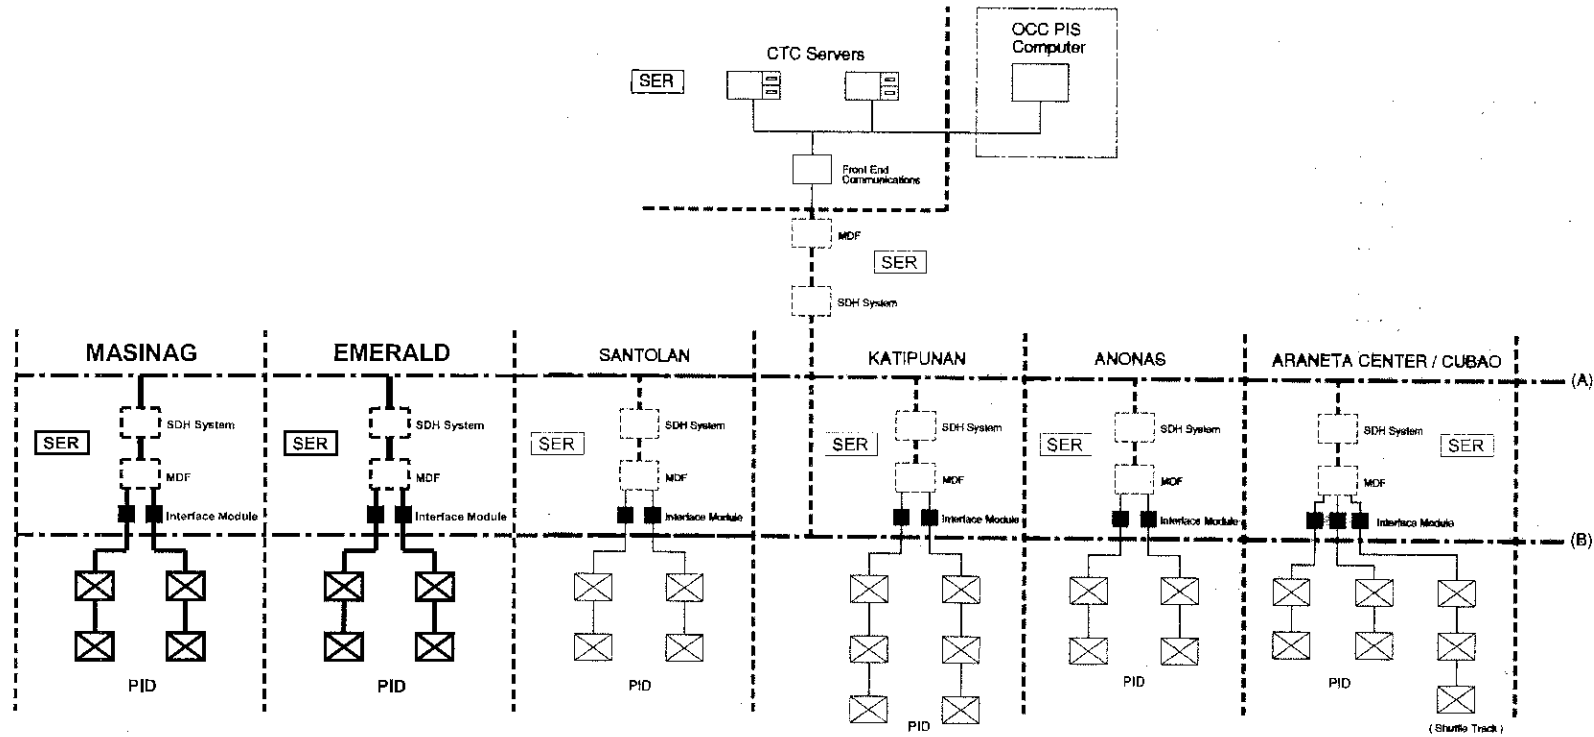 OCC PIS
Computer
CTC Servers
SER
Front End
Communications
MDF
SER
SDH System
MASINAG
EMERALD
SANTOLAN
KATIPUNAN
ANONAS
ARANETA CENTER / CUBAO
(A)
SDH System
SDH System
SDH System
SDH System
SDH System
SDH System
SER
SER
SER
SER
SER
SER
MDF
MDF
MDF
MDF
MDF
MDF
Interface Module
Interface Module
Interface Module
Interface Module
Interface Module
Interface Module
(B)
PID
PID
PID
PID
PID
PID
( Shuttle Track )